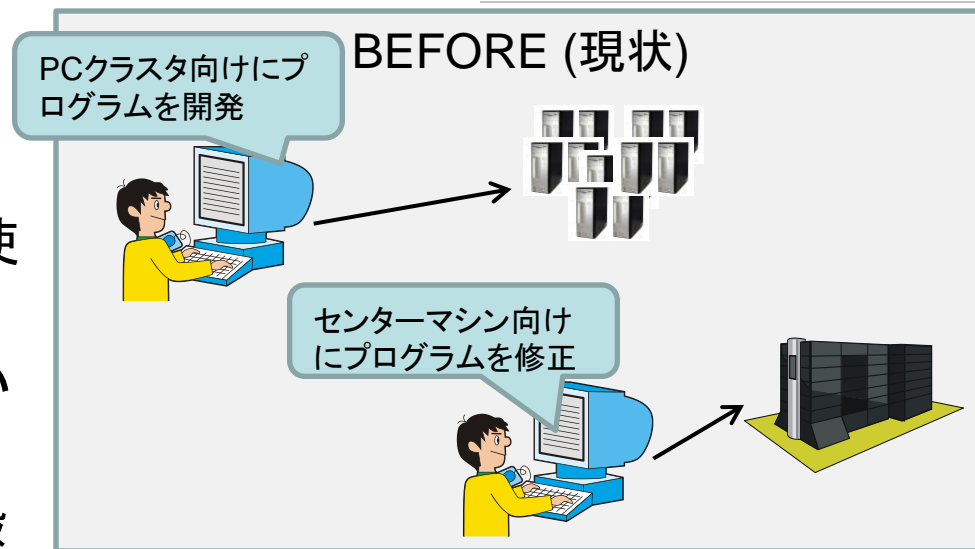 BEFORE (現状)
PCクラスタ向けにプ
ログラムを開発
使
い
センターマシン向け
にプログラムを修正